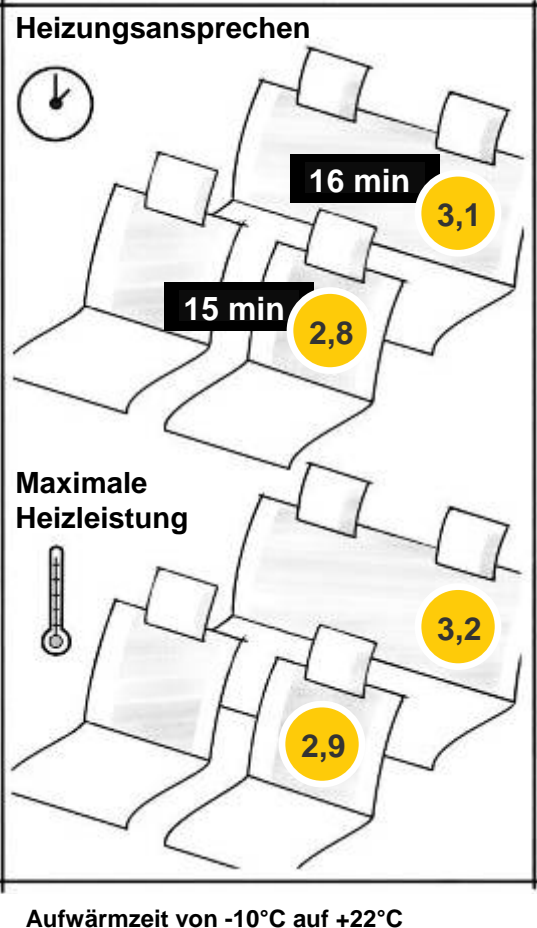 Heizungsansprechen
16 min
3,1
15 min
2,8
Maximale
Heizleistung
3,2
2,9
Aufwärmzeit von -10°C auf +22°C